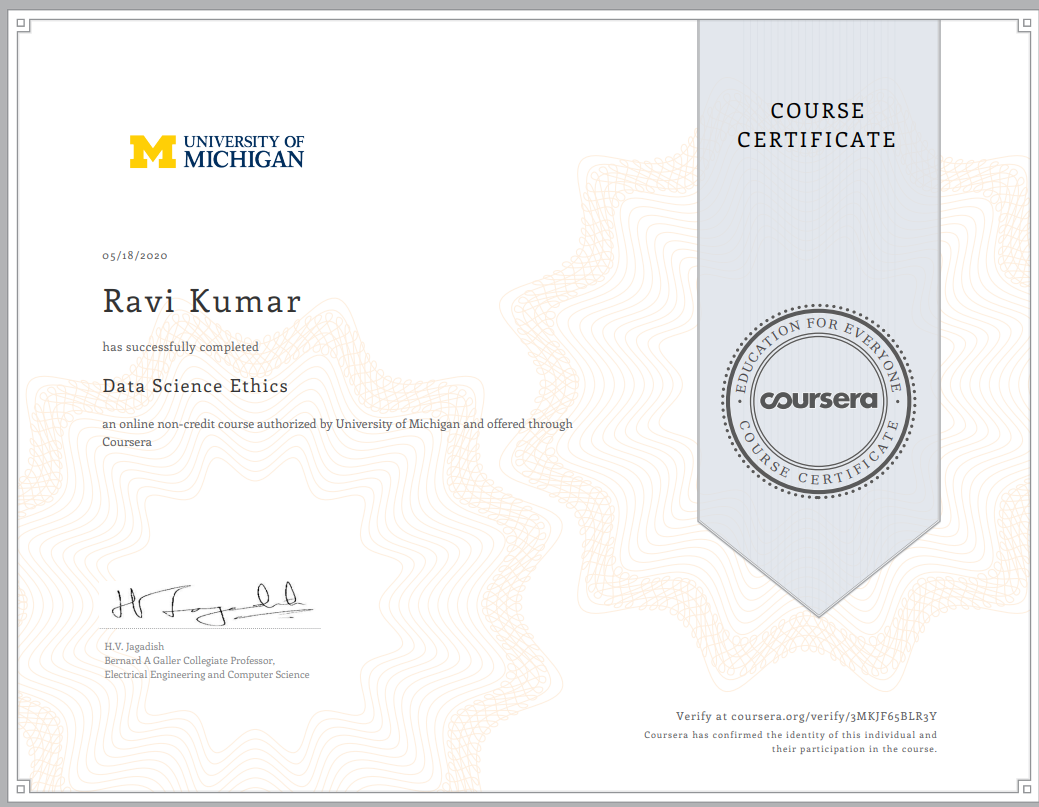 COURSE
CERTIFICATE
UNIVERSITY OF
MICHIGAN
05/18/2020
Ravi Kumar
has successfully completed
Data Science Ethics
an online non-credit course authorized by University of Michigan and offered through
Coursera
EDUCATION FOR EVERYONE
coursera
COURSE CERTIFICATE
HV Jagadish
H.V. Jagadish
Bernard A Galler Collegiate Professor,
Electrical Engineering and Computer Science
Verify at coursera.org/verify/3MKJF65BLR3Y
Coursera has confirmed the identity of this individual and
their participation in the course.